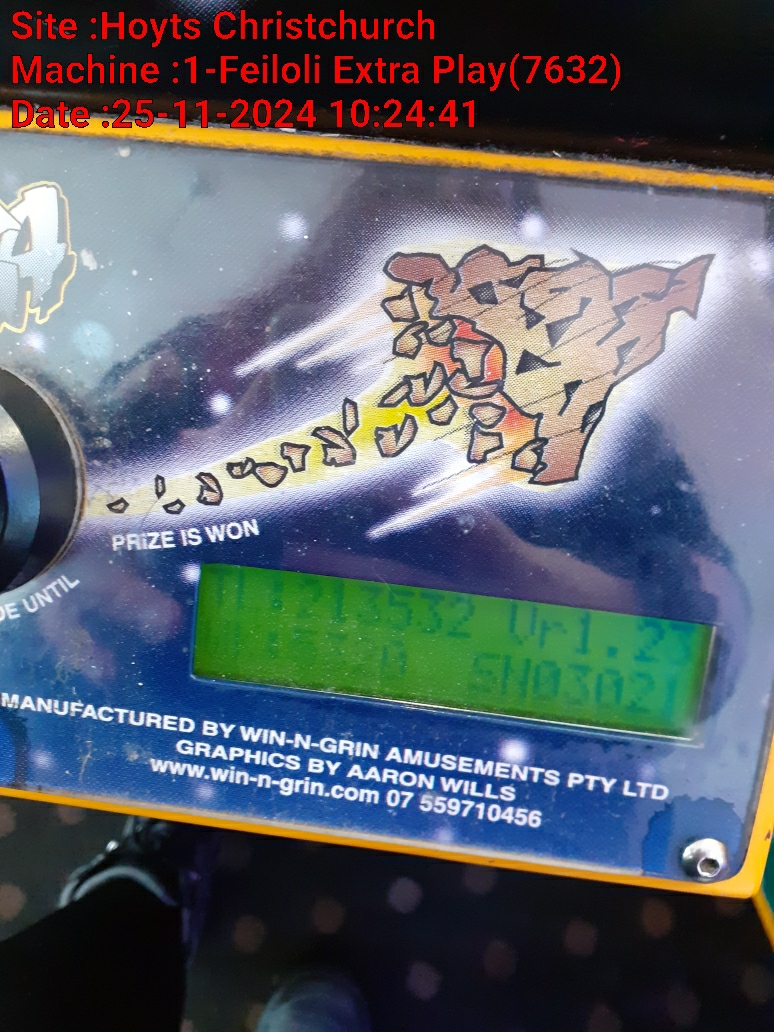 Site :Hoyts Christchurch
Machine :1-Feiloli Extra Play(7632)
Date :25-11-2024 10:24:41
PRIZE IS WON
UNTIL
:213532 Vr1.23
SN03021
MANUFACTURED BY WIN-N-GRIN AMUSEMENTS PTY LTD
GRAPHICS BY AARON WILLS
www.win-n-grin.com 07 559710456